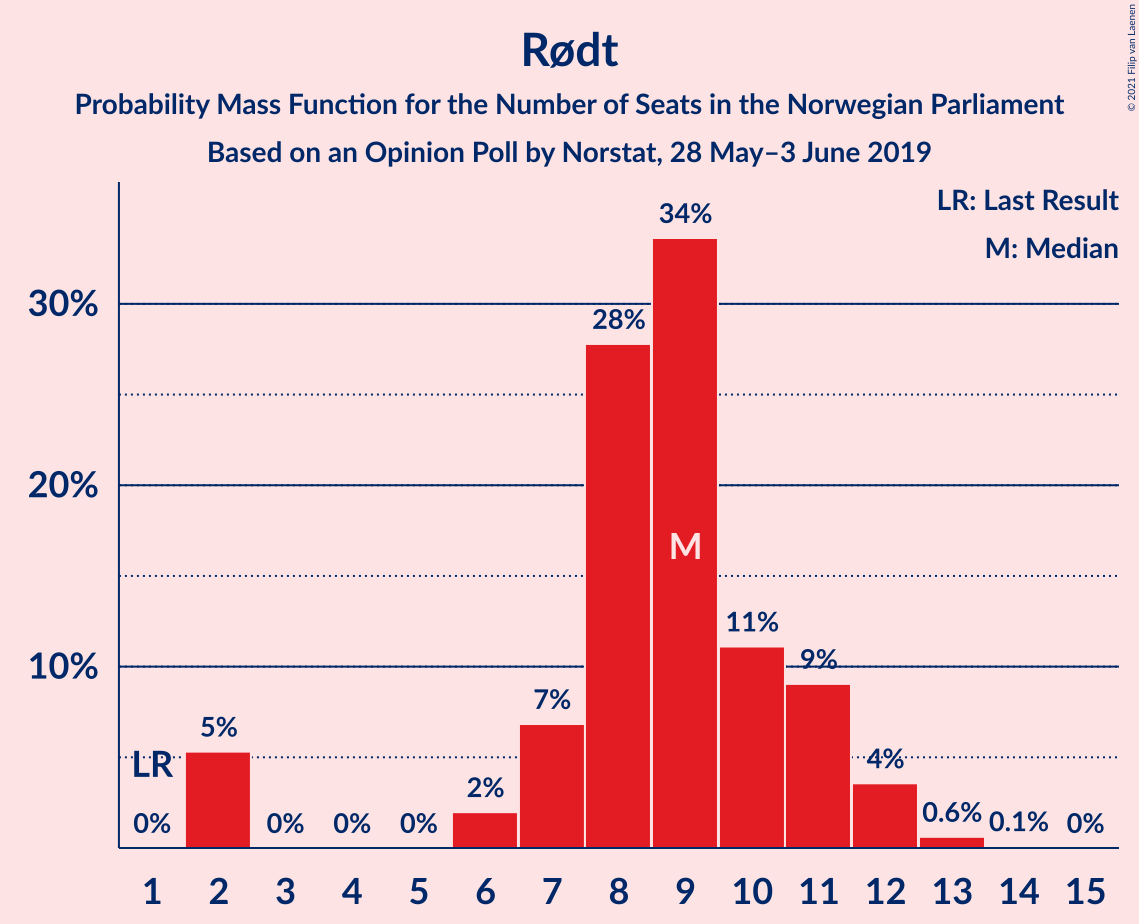 Rødt
Probability Mass Function for the Number of Seats in the Norwegian Parliament
Based on an Opinion Poll by Norstat, 28 May–3 June 2019
© 2021 Filip van Laenen
LR: Last Result
M: Median
34%
30%
28%
20%
M
11%
10%
9%
7%
5%
LR
4%
2%
0%
0%
0%
0%
0.6%
0.1%
0%
1 2 3 4 5 6 7 8 9 10 11 12 13 14 15